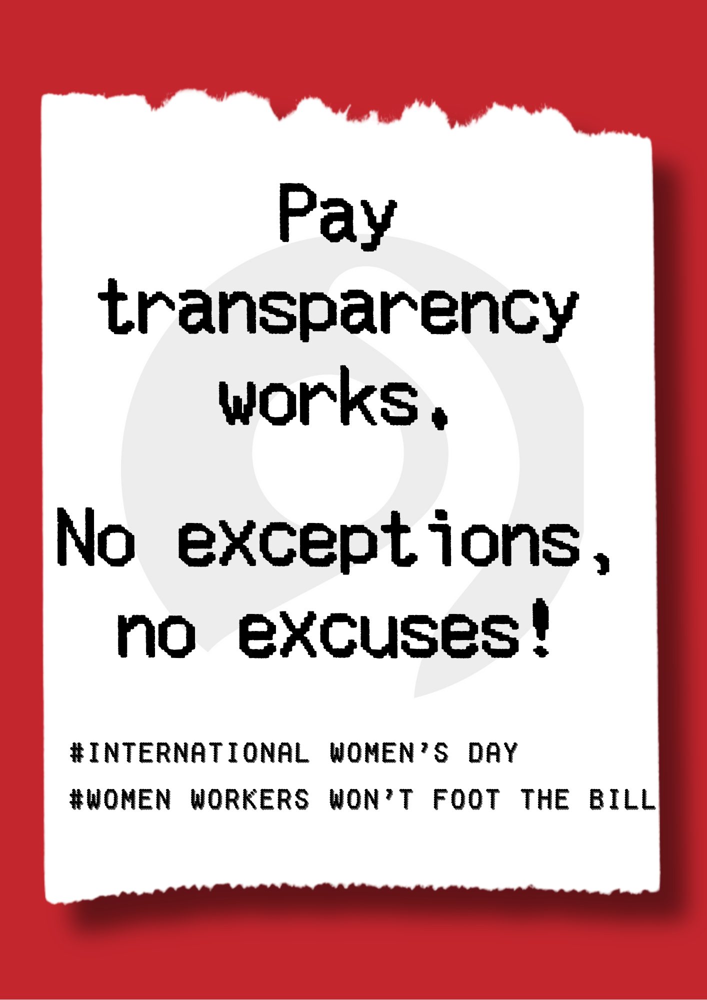 Pay
transparency
works.
No exceptions,
no excuses!
#INTERNATIONAL WOMEN’S DAY
#WOMEN WORKERS WON’T FOOT THE BILL